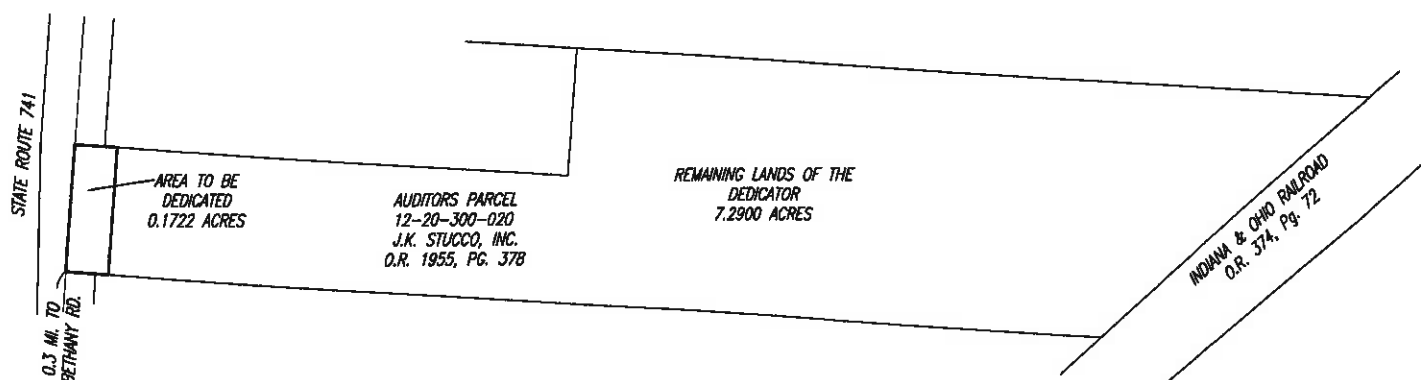 STATE ROUTE 741
AREA TO BE
DEDICATED
0.1722 ACRES
AUDITORS PARCEL
12-20-300-020
J.K. STUCCO, INC.
O.R. 1955, PG. 378
REMAINING LANDS OF THE
DEDICATOR
7.2900 ACRES
INDIANA & OHIO RAILROAD
O.R. 374, Pg. 72
0.3 MI. TO
BETHANY RD.